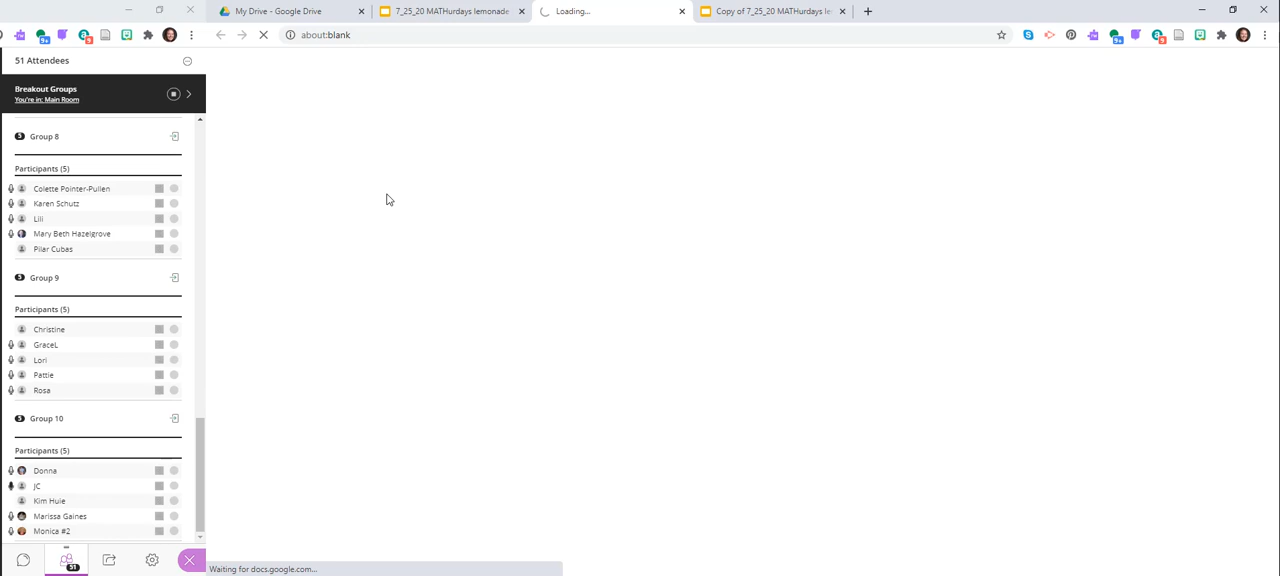 My Drive - Google Drive
7_25_20 MATHurdays lemonade
Loading...
Copy of 7_25_20 MATHurdays le
about:blank
51 Attendees
Breakout Groups
You're in: Main Room
5 Group 8
Participants (5)
Colette Pointer-Pullen
Karen Schutz
Lili
Mary Beth Hazelgrove
Pilar Cubas
5 Group 9
Participants (5)
Christine
GraceL
Lori
Pattie
Rosa
5 Group 10
Participants (5)
Donna
JC
Kim Huie
Marissa Gaines
Monica #2
51
Waiting for docs.google.com...